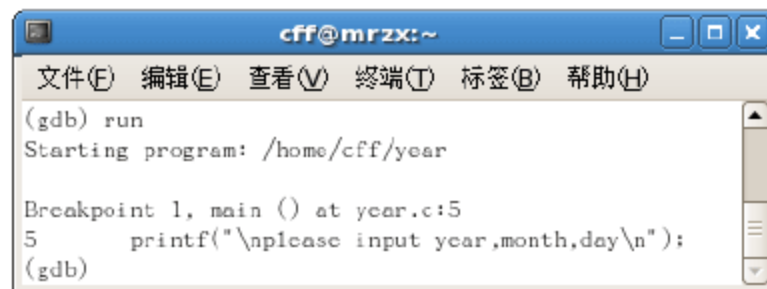 cff@mrzx:~
文件(F) 编辑(E) 查看(V) 终端(T) 标签(B) 帮助(H)
(gdb) run
Starting program: /home/cff/year
Breakpoint 1, main () at year.c:5
5 printf("\nplease input year,month,day\n");
(gdb)